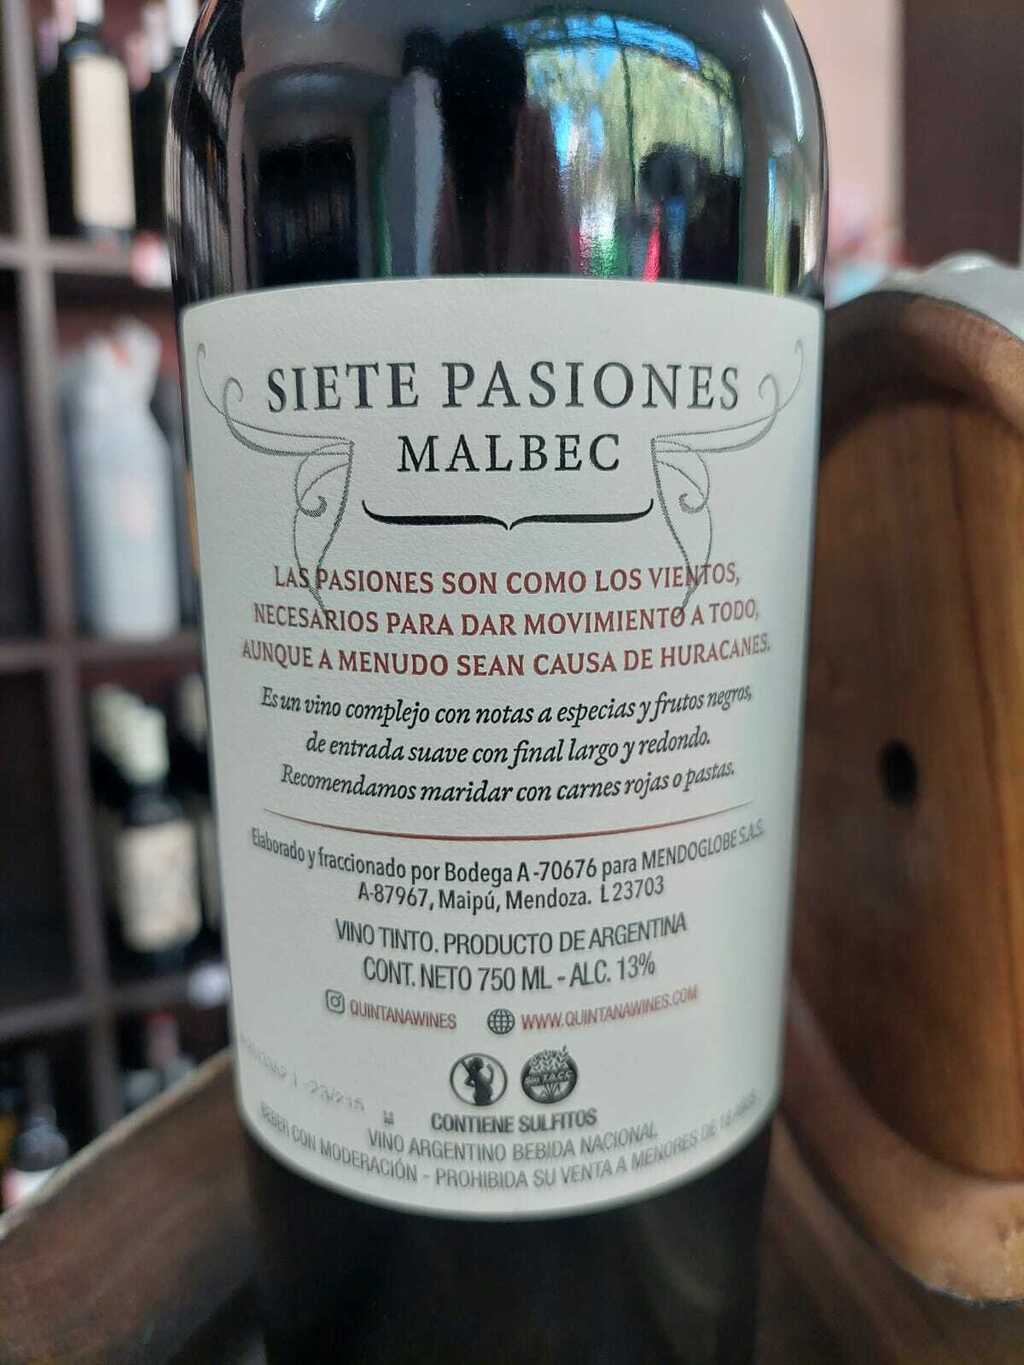 SIETE PASIONES
MALBEC
LAS PASIONES SON COMO LOS VIENTOS,
NECESARIOS PARA DAR MOVIMIENTO A TODO,
AUNQUE A MENUDO SEAN CAUSA DE HURACANES.
Es un vino complejo con notas a especias y frutos negros,
de entrada suave con final largo y redondo.
Recomendamos maridar con carnes rojas o pastas.
Elaborado y fraccionado por Bodega A-70676 para MENDOGLOBE S.A.S.
A-87967, Maipú, Mendoza. L 23703
VINO TINTO. PRODUCTO DE ARGENTINA
CONT. NETO 750 ML - ALC. 13%
QUINTANAWINES WWW.QUINTANAWINES.COM
Sin T.A.C.C.
CONTIENE SULFITOS
VINO ARGENTINO BEBIDA NACIONAL
BEBER CON MODERACIÓN - PROHIBIDA SU VENTA A MENORES DE 18 AÑOS